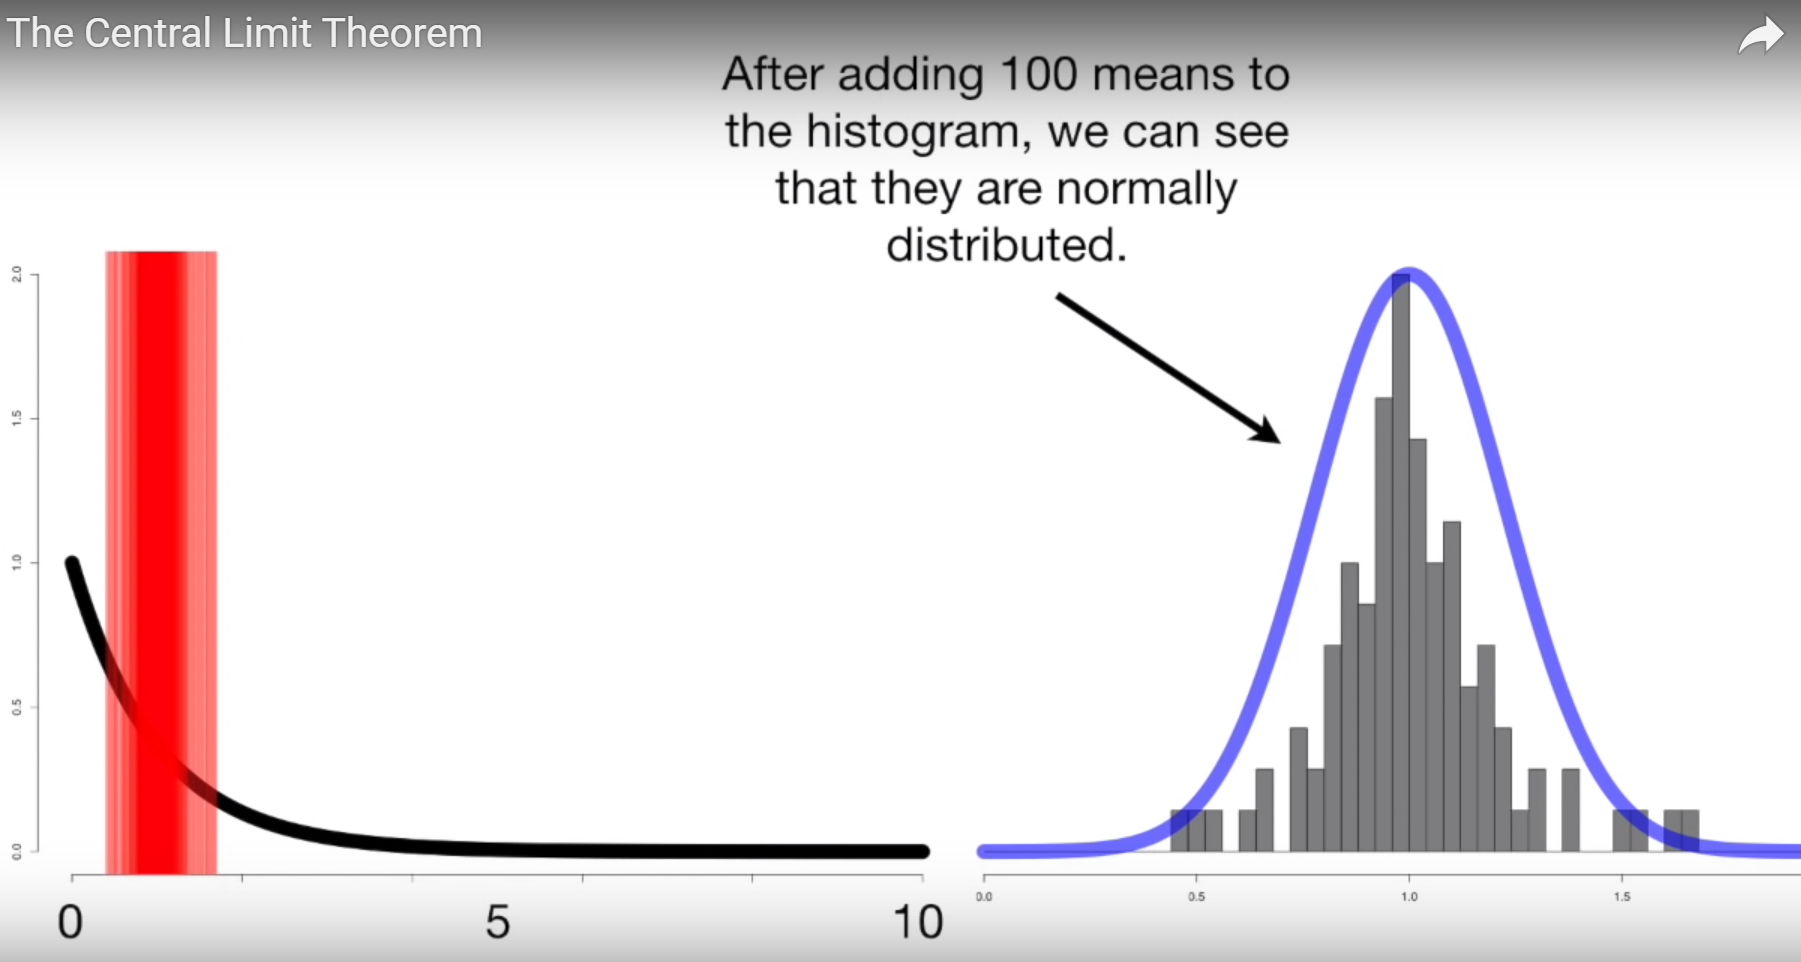 The Central Limit Theorem
After adding 100 means to
the histogram, we can see
that they are normally
distributed.
2.0
1.5
1.0
0.5
0.0
0 5 10
0.0 0.5 1.0 1.5